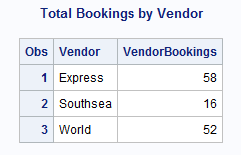 Total Bookings by Vendor
Obs Vendor VendorBookings
1 Express 58
2 Southsea 16
3 World 52